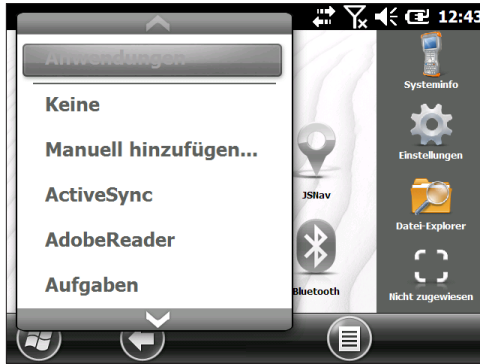 12:43
Anwendungen
Keine
Manuell hinzufügen...
ActiveSync
AdobeReader
Aufgaben
JSNav
Bluetooth
Systeminfo
Einstellungen
Datei-Explorer
Nicht zugewiesen